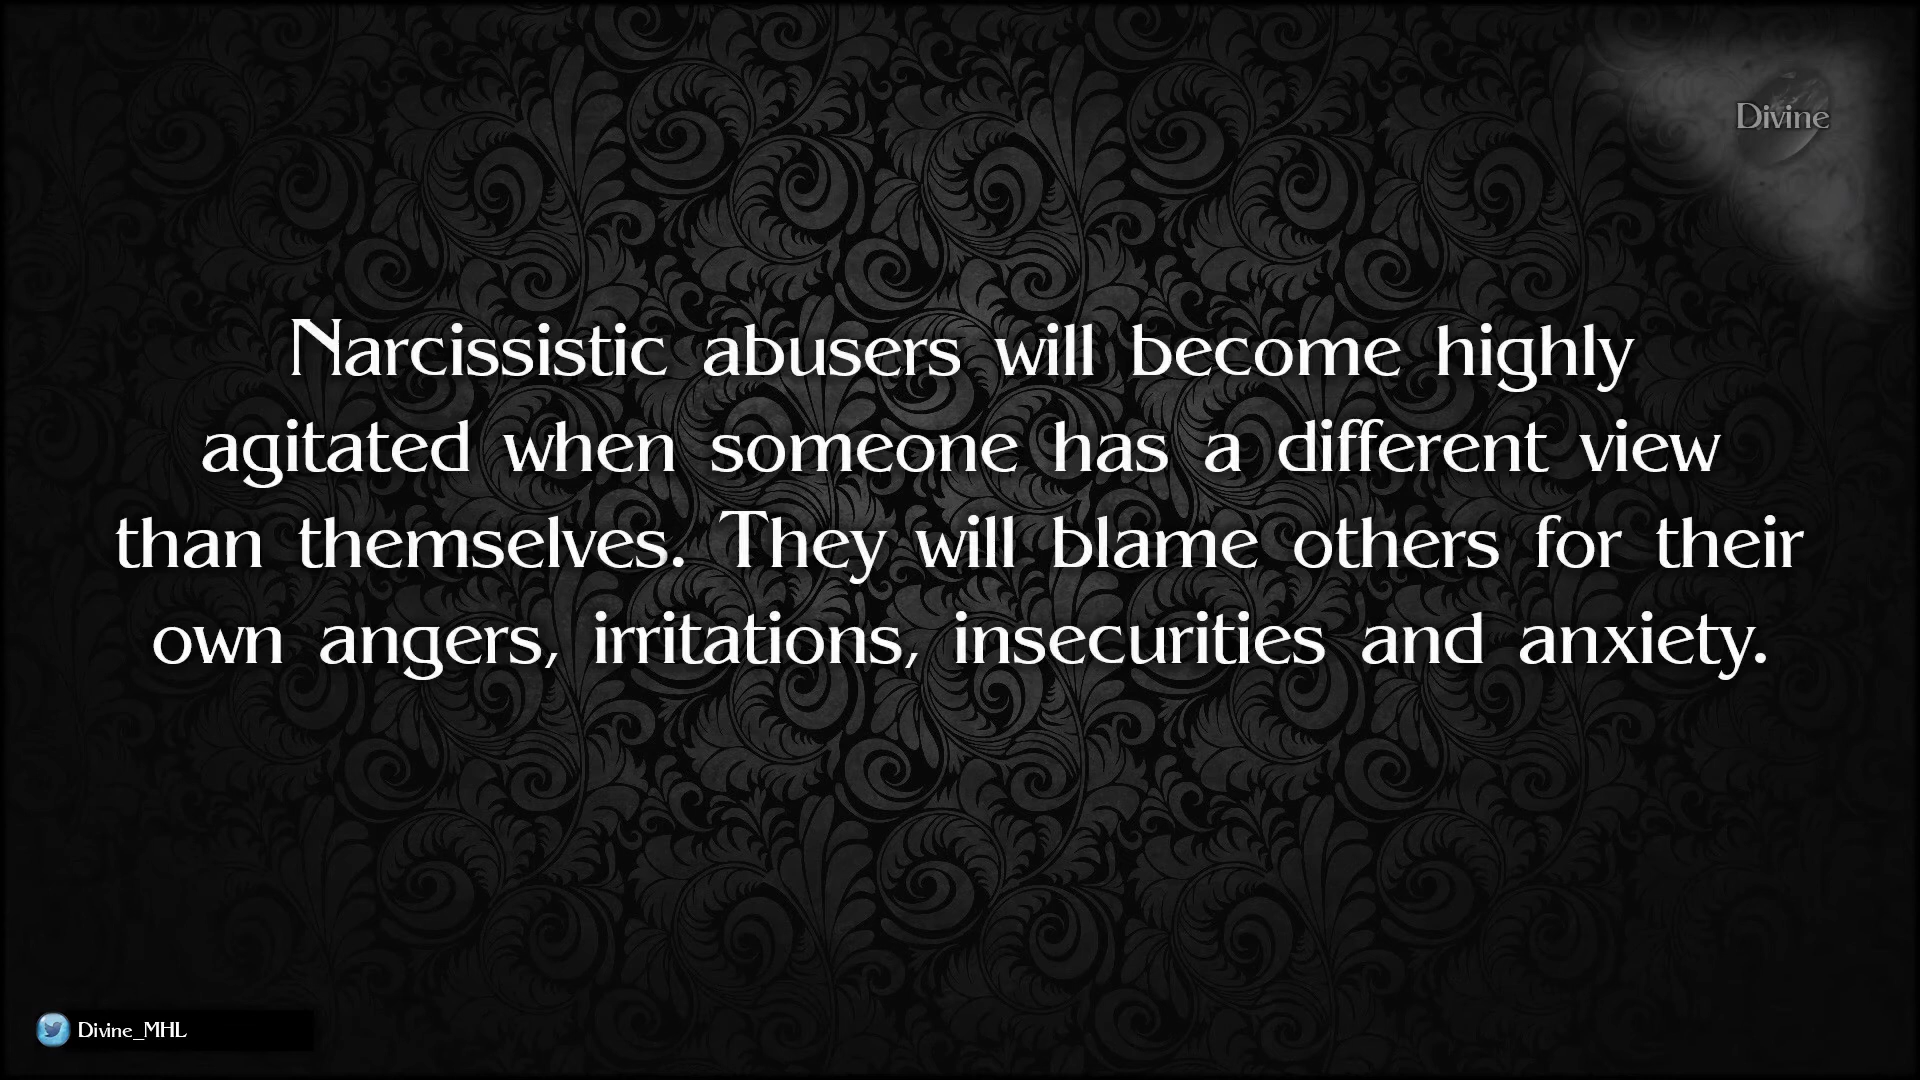 Divine
Narcissistic abusers will become highly
agitated when someone has a different view
than themselves. They will blame others for their
own angers, irritations, insecurities and anxiety.
Divine_MHL